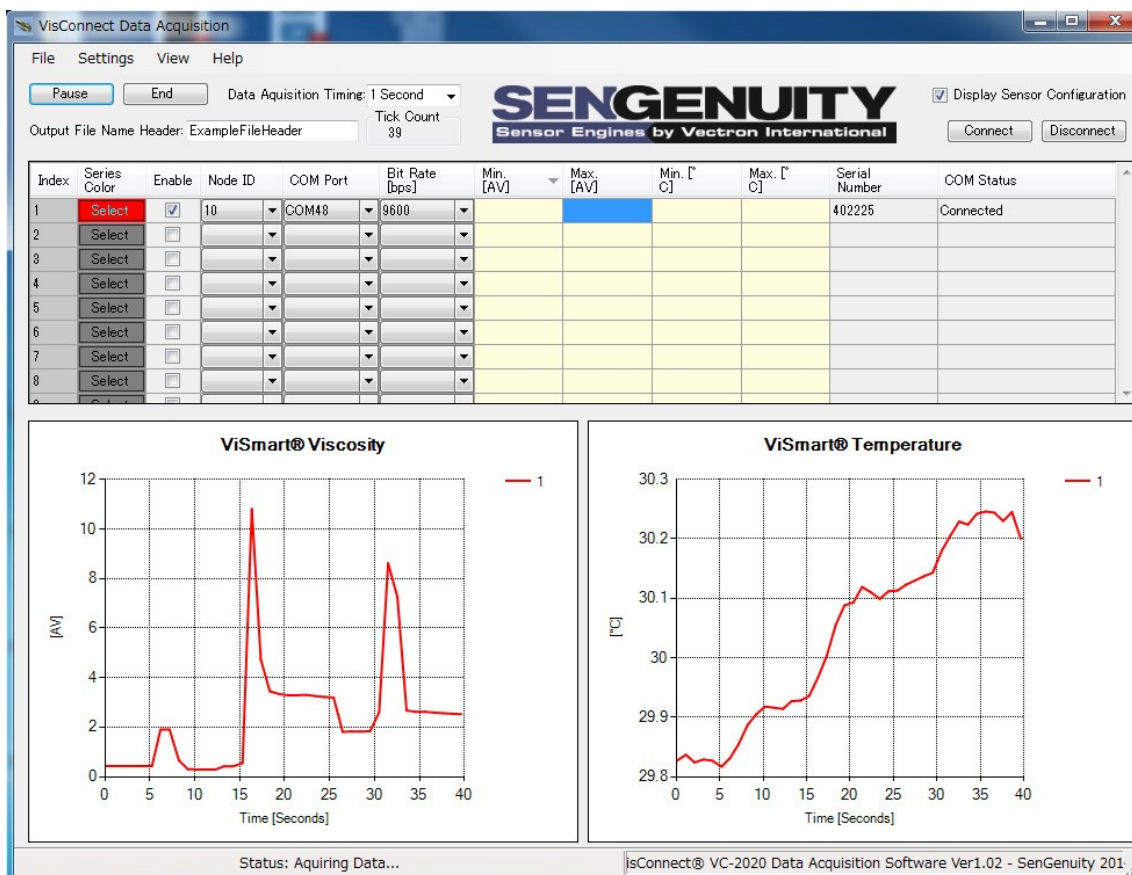 VisConnect Data Acquisition
File Settings View Help
Pause End Data Aquisition Timing: 1 Second
Tick Count
39
Output File Name Header: ExampleFileHeader
SENGENUITY
Sensor Engines by Vectron International
Display Sensor Configuration
Connect Disconnect
Index Series Color Enable Node ID COM Port Bit Rate [bps] Min. [AV] Max. [AV] Min. [°C] Max. [°C] Serial Number COM Status
1 Select 10 COM48 9600 402225 Connected
2 Select
3 Select
4 Select
5 Select
6 Select
7 Select
8 Select
ViSmart® Viscosity
1
12
10
8
6
4
2
0
[AV]
0 5 10 15 20 25 30 35 40
Time [Seconds]
ViSmart® Temperature
1
30.3
30.2
30.1
30
29.9
29.8
[°C]
0 5 10 15 20 25 30 35 40
Time [Seconds]
Status: Aquiring Data...
isConnect® VC-2020 Data Acquisition Software Ver1.02 - SenGenuity 201